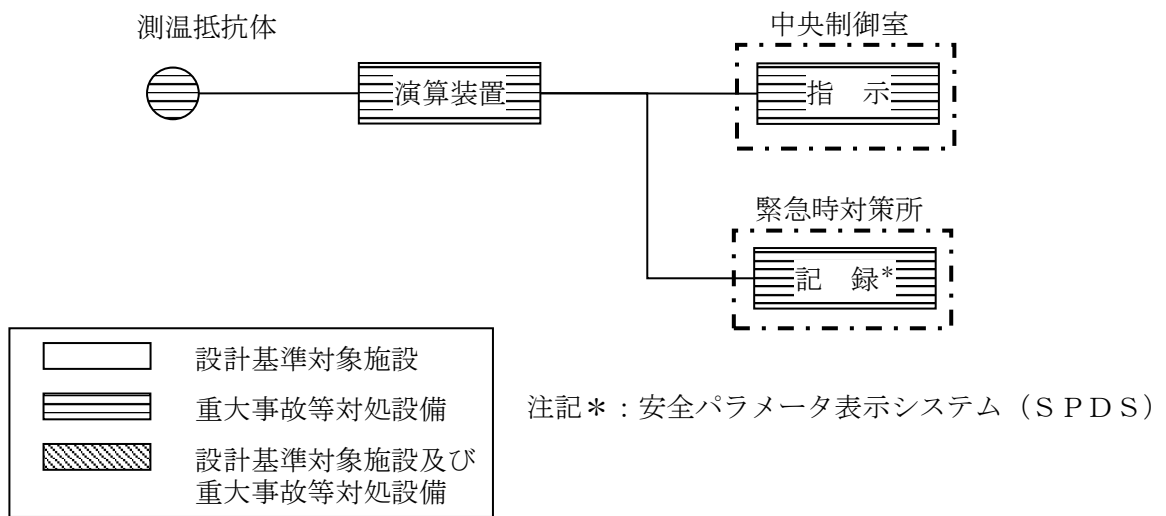 測温抵抗体
中央制御室
演算装置
指　示
緊急時対策所
記　録*
設計基準対象施設
重大事故等対処設備
設計基準対象施設及び
重大事故等対処設備
注記＊：安全パラメータ表示システム（ＳＰＤＳ）